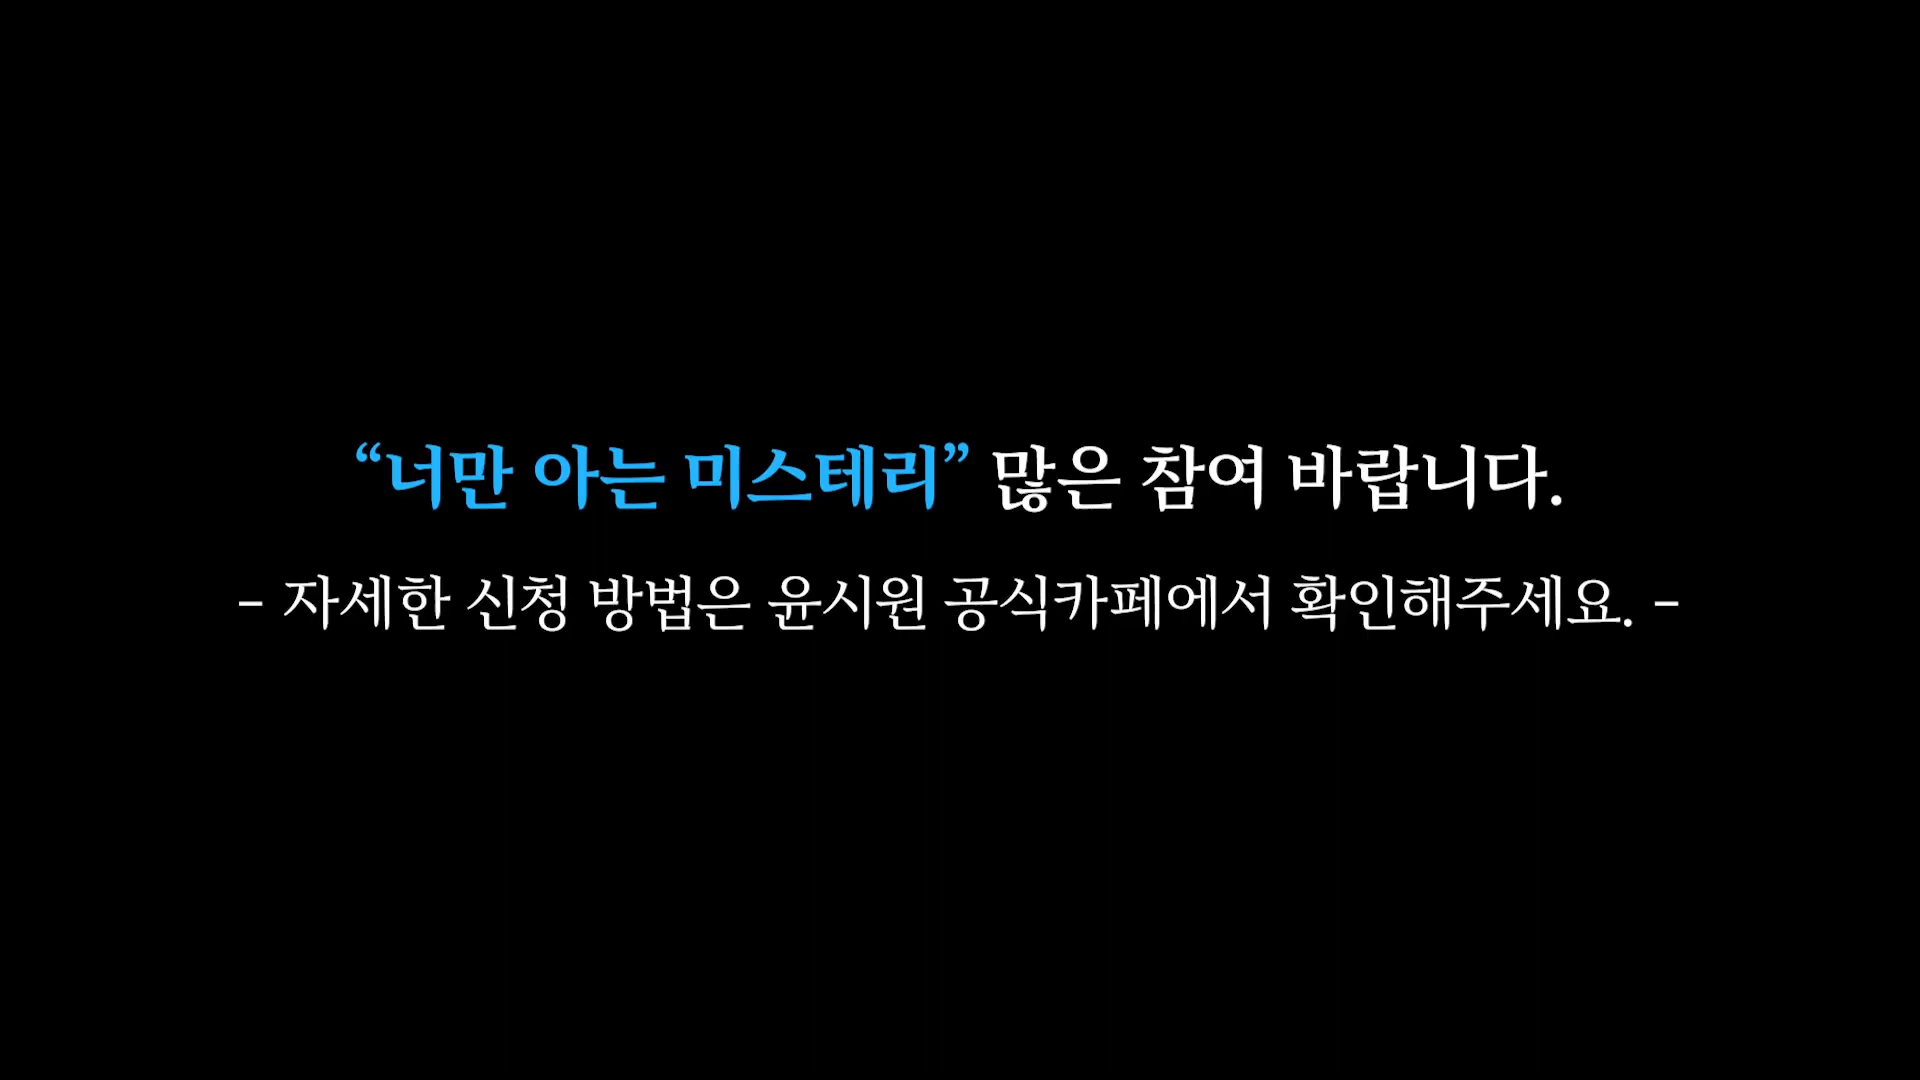 “너만 아는 미스테리” 많은 참여 바랍니다.
- 자세한 신청 방법은 윤시원 공식카페에서 확인해주세요. -